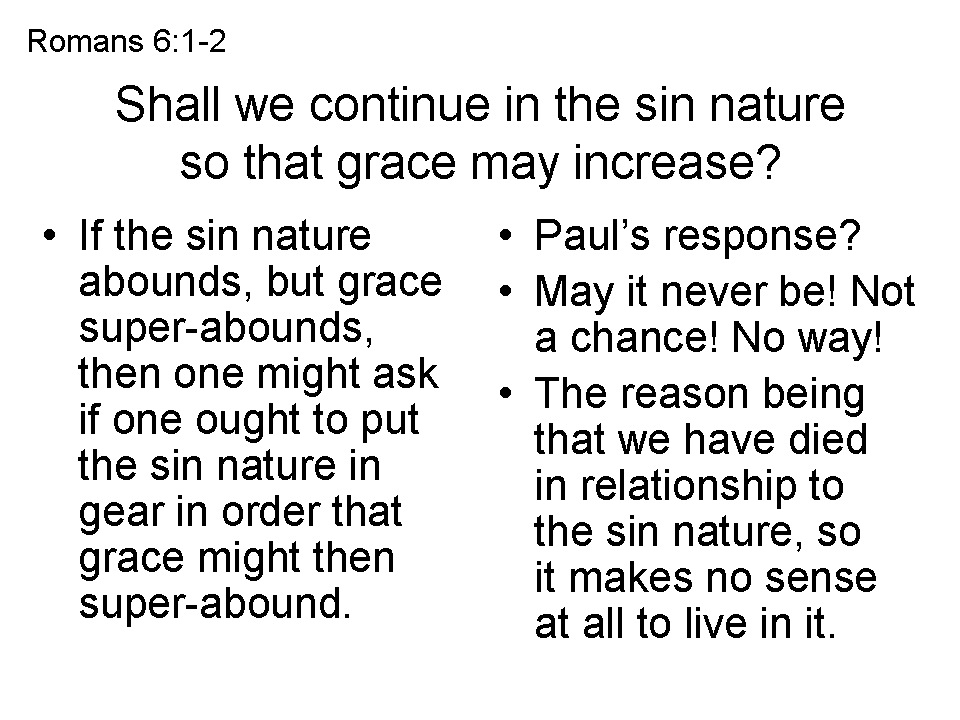 Romans 6:1-2
Shall we continue in the sin nature
so that grace may increase?
• If the sin nature
abounds, but grace
super-abounds,
then one might ask
if one ought to put
the sin nature in
gear in order that
grace might then
super-abound.
• Paul’s response?
• May it never be! Not
a chance! No way!
• The reason being
that we have died
in relationship to
the sin nature, so
it makes no sense
at all to live in it.